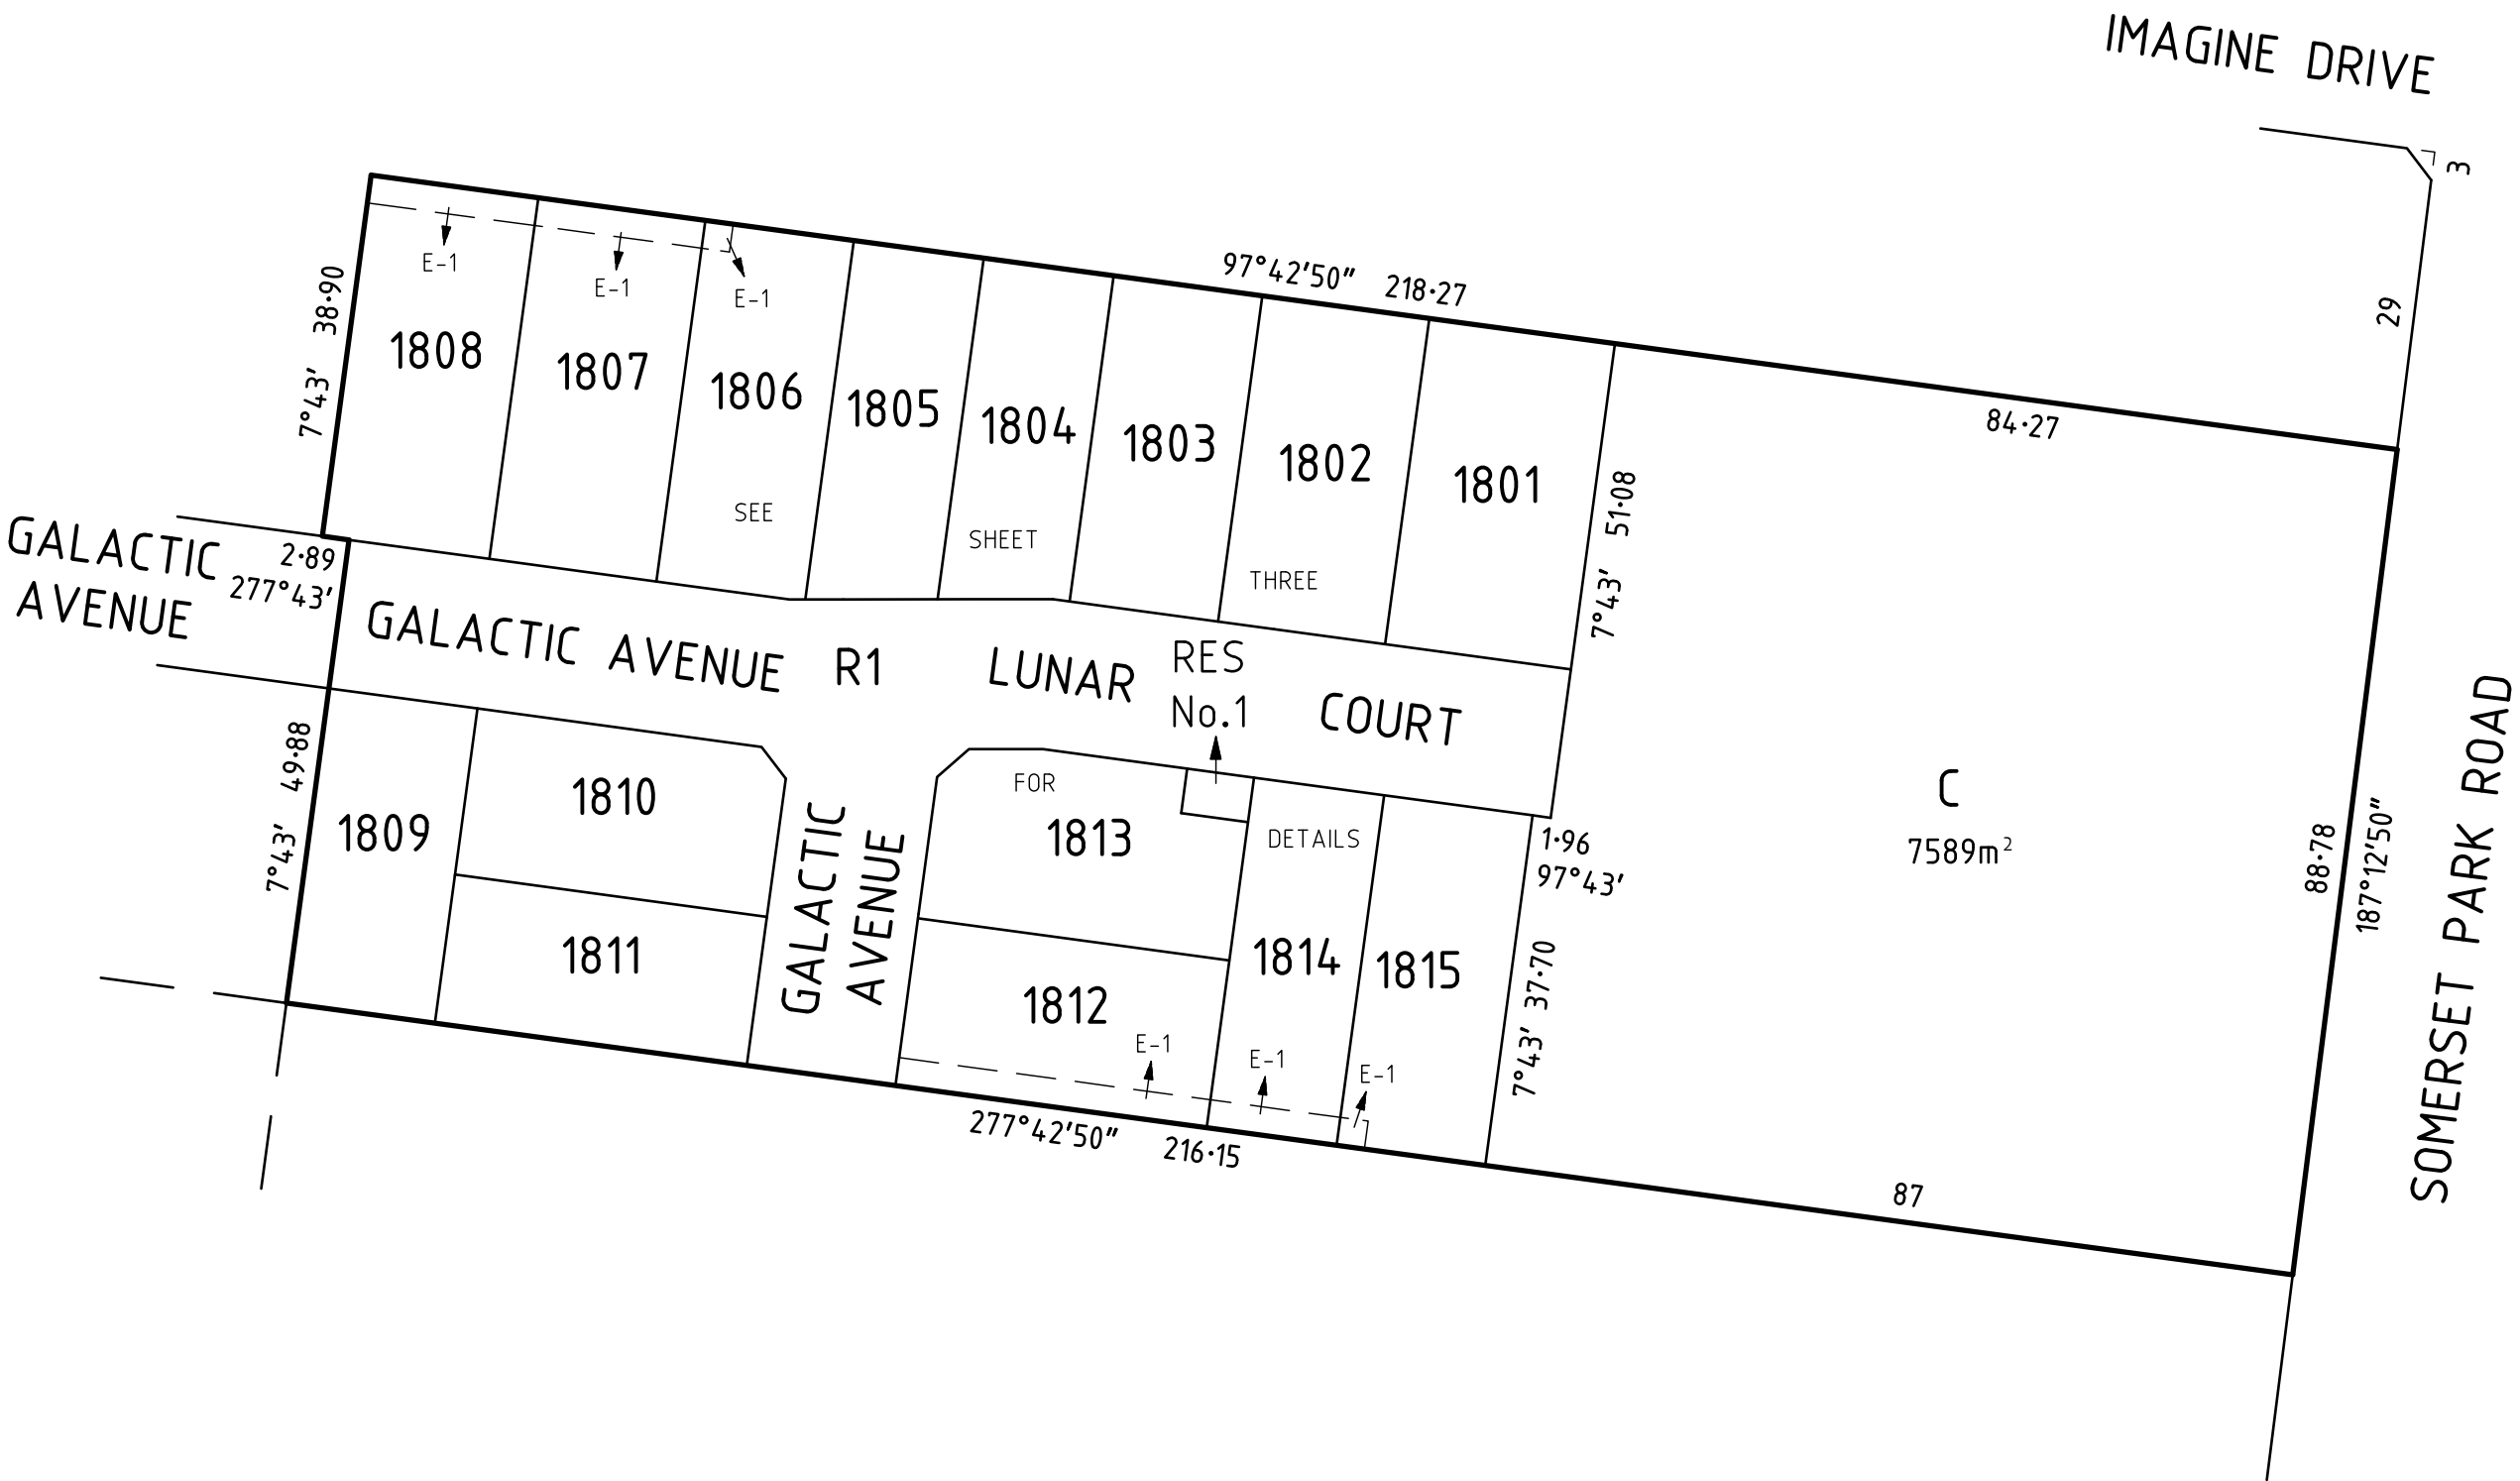 IMAGINE DRIVE
3
29
97°42'50" 218·27
84·27
7°43' 38·90
E-1
E-1
E-1
1808
1807
1806
1805
1804
1803
1802
1801
SEE
SHEET
THREE
7°43' 51·08
GALACTIC
AVENUE
2·89
277°43'
GALACTIC AVENUE
R1
LUNAR
RES
No.1
COURT
7°43' 49·88
1809
1810
1811
GALACTIC
AVENUE
FOR
1813
DETAILS
1812
1814
1815
1·96
97°43'
7°43' 37·70
C
7589m²
88·78
187°12'50"
SOMERSET PARK ROAD
E-1
E-1
E-1
277°42'50" 216·15
87